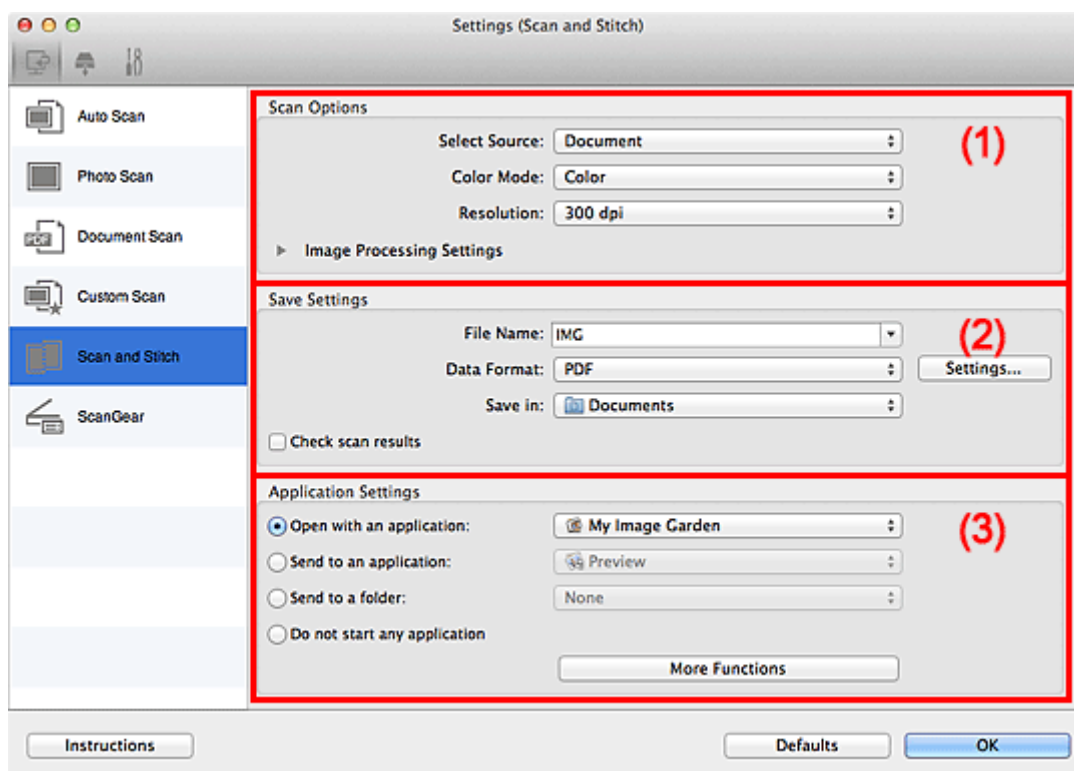 Settings (Scan and Stitch)
Auto Scan
Photo Scan
PDF
Document Scan
Custom Scan
Scan and Stitch
ScanGear
Scan Options
(1)
Select Source: Document
Color Mode: Color
Resolution: 300 dpi
Image Processing Settings
Save Settings
(2)
File Name: IMG
Data Format: PDF Settings...
Save in: Documents
Check scan results
Application Settings
(3)
Open with an application: My Image Garden
Send to an application: Preview
Send to a folder: None
Do not start any application
More Functions
Instructions Defaults OK